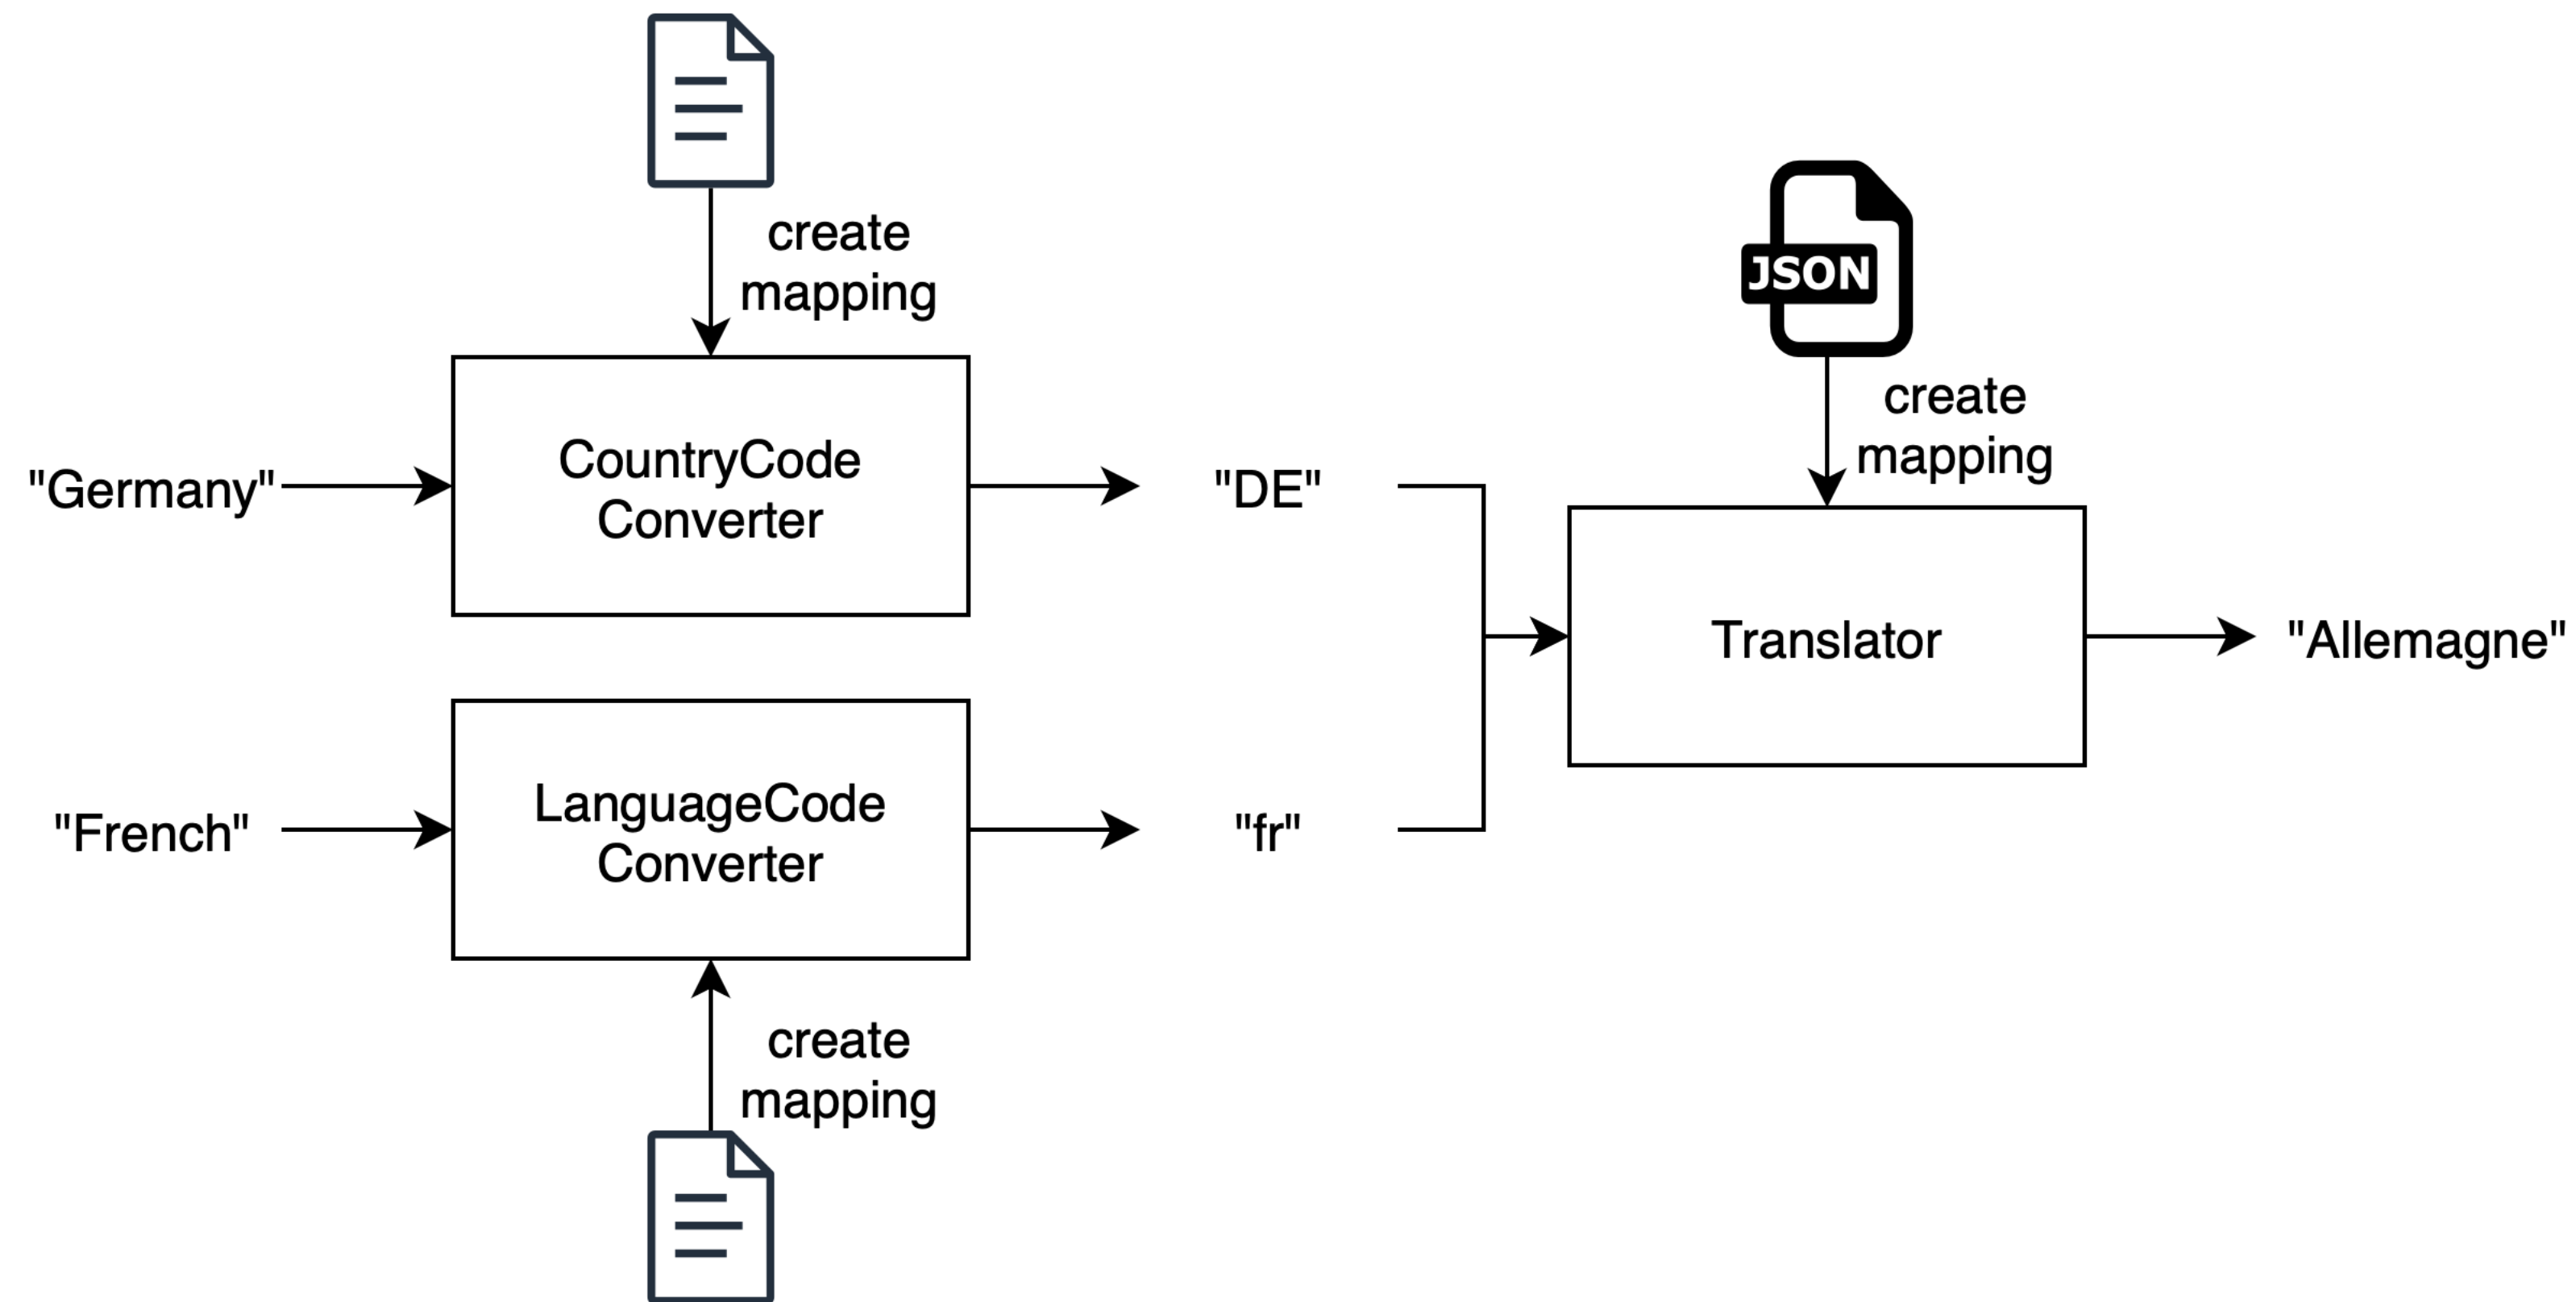 create
mapping
"Germany"
CountryCode
Converter
"DE"
"French"
LanguageCode
Converter
"fr"
create
mapping
JSON
create
mapping
Translator
"Allemagne"